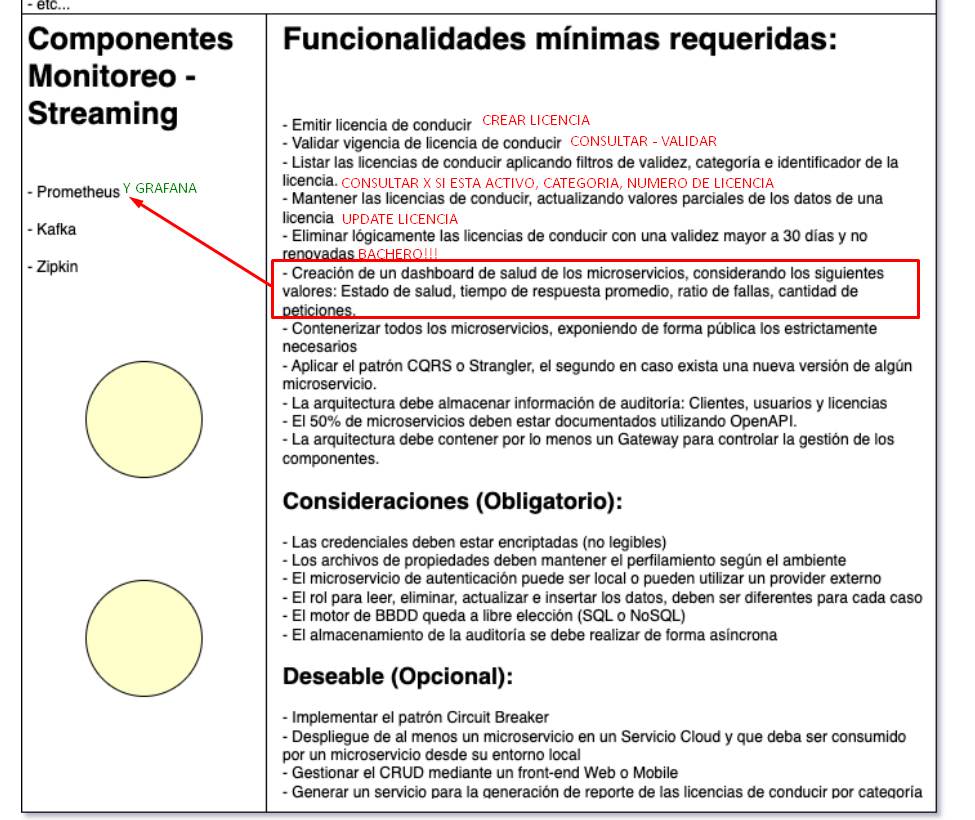 - etc...
Componentes
Monitoreo -
Streaming
- Prometheus Y GRAFANA
- Kafka
- Zipkin
Funcionalidades mínimas requeridas:
- Emitir licencia de conducir CREAR LICENCIA
- Validar vigencia de licencia de conducir CONSULTAR - VALIDAR
- Listar las licencias de conducir aplicando filtros de validez, categoría e identificador de la
licencia. CONSULTAR X SI ESTA ACTIVO, CATEGORIA, NUMERO DE LICENCIA
- Mantener las licencias de conducir, actualizando valores parciales de los datos de una
licencia UPDATE LICENCIA
- Eliminar lógicamente las licencias de conducir con una validez mayor a 30 días y no
renovadas BACHERO!!!
- Creación de un dashboard de salud de los microservicios, considerando los siguientes
valores: Estado de salud, tiempo de respuesta promedio, ratio de fallas, cantidad de
peticiones.
- Contenerizar todos los microservicios, exponiendo de forma pública los estrictamente
necesarios
- Aplicar el patrón CQRS o Strangler, el segundo en caso exista una nueva versión de algún
microservicio.
- La arquitectura debe almacenar información de auditoría: Clientes, usuarios y licencias
- El 50% de microservicios deben estar documentados utilizando OpenAPI.
- La arquitectura debe contener por lo menos un Gateway para controlar la gestión de los
componentes.
Consideraciones (Obligatorio):
- Las credenciales deben estar encriptadas (no legibles)
- Los archivos de propiedades deben mantener el perfilamiento según el ambiente
- El microservicio de autenticación puede ser local o pueden utilizar un provider externo
- El rol para leer, eliminar, actualizar e insertar los datos, deben ser diferentes para cada caso
- El motor de BBDD queda a libre elección (SQL o NoSQL)
- El almacenamiento de la auditoría se debe realizar de forma asíncrona
Deseable (Opcional):
- Implementar el patrón Circuit Breaker
- Despliegue de al menos un microservicio en un Servicio Cloud y que deba ser consumido
por un microservicio desde su entorno local
- Gestionar el CRUD mediante un front-end Web o Mobile
- Generar un servicio para la generación de reporte de las licencias de conducir por categoría